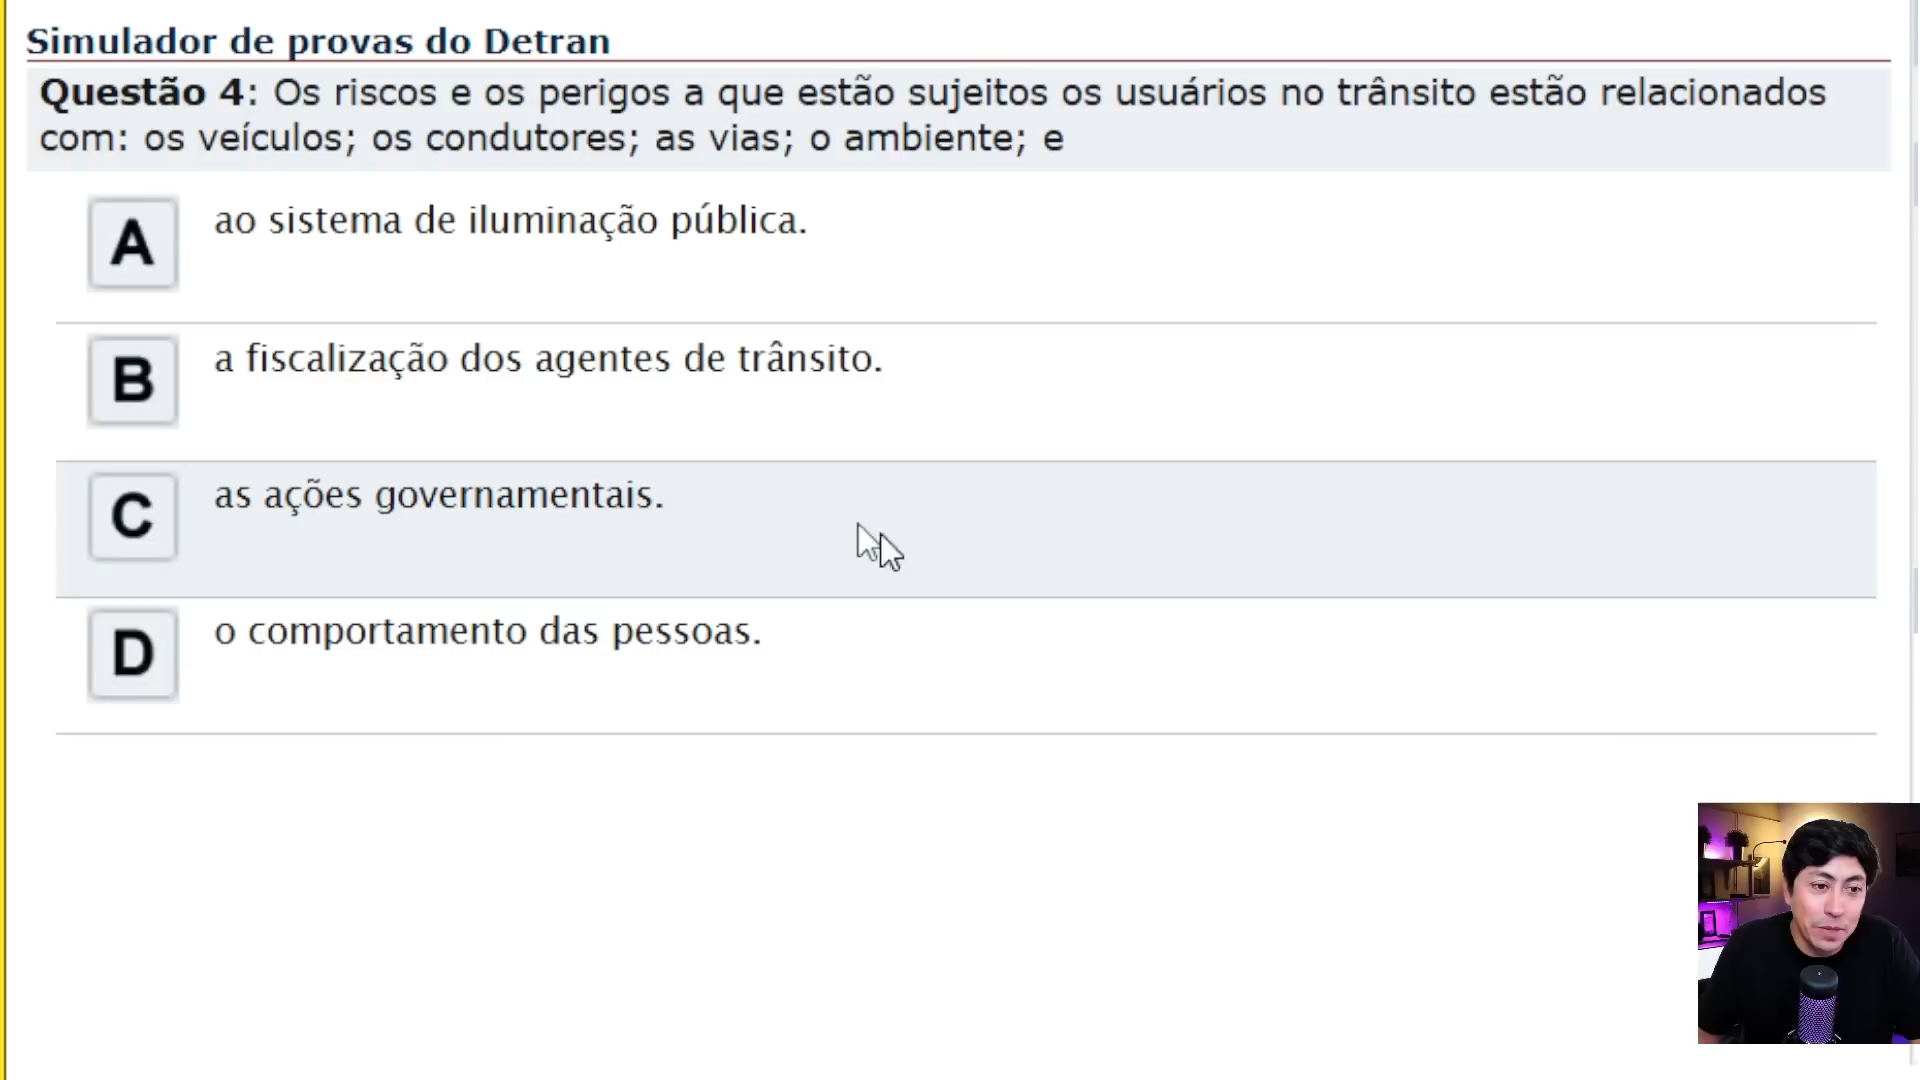 Simulador de provas do Detran
Questão 4: Os riscos e os perigos a que estão sujeitos os usuários no trânsito estão relacionados
com: os veículos; os condutores; as vias; o ambiente; e
A ao sistema de iluminação pública.
B a fiscalização dos agentes de trânsito.
C as ações governamentais.
D o comportamento das pessoas.